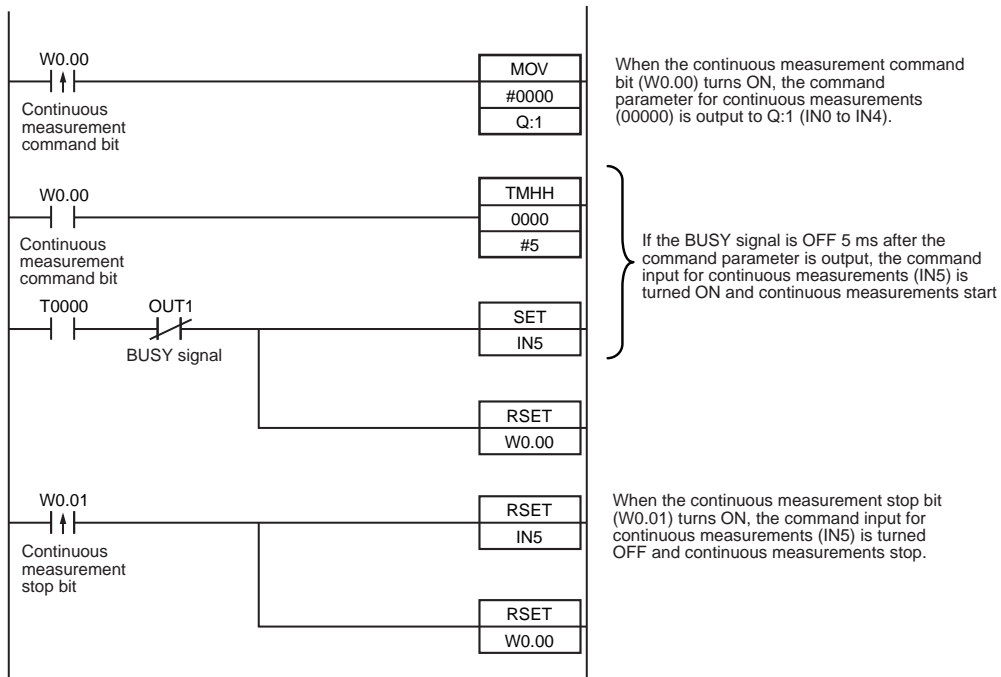 W0.00
Continuous
measurement
command bit
MOV
#0000
Q:1
When the continuous measurement command
bit (W0.00) turns ON, the command
parameter for continuous measurements
(00000) is output to Q:1 (IN0 to IN4).
W0.00
Continuous
measurement
command bit
TMHH
0000
#5
If the BUSY signal is OFF 5 ms after the
command parameter is output, the command
input for continuous measurements (IN5) is
turned ON and continuous measurements start
T0000
OUT1
BUSY signal
SET
IN5
RSET
W0.00
W0.01
Continuous
measurement
stop bit
RSET
IN5
When the continuous measurement stop bit
(W0.01) turns ON, the command input for
continuous measurements (IN5) is turned
OFF and continuous measurements stop.
RSET
W0.00